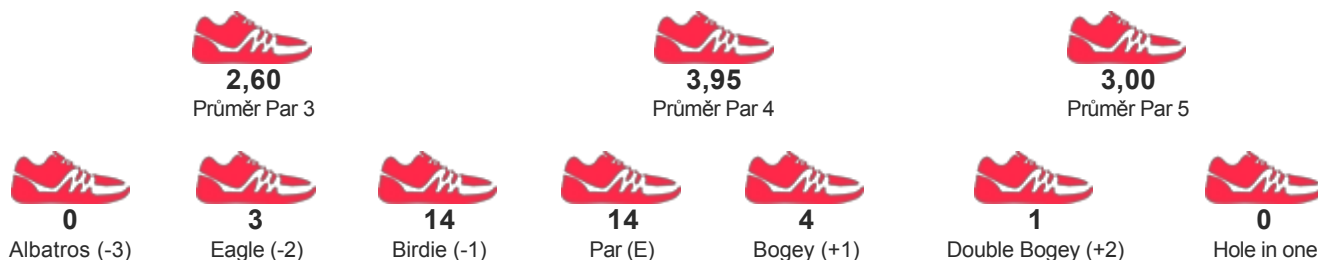 2,60 3,95 3,00
Průměr Par 3 Průměr Par 4 Průměr Par 5
0 3 14 14 4 1 0
Albatros (-3) Eagle (-2) Birdie (-1) Par (E) Bogey (+1) Double Bogey (+2) Hole in one